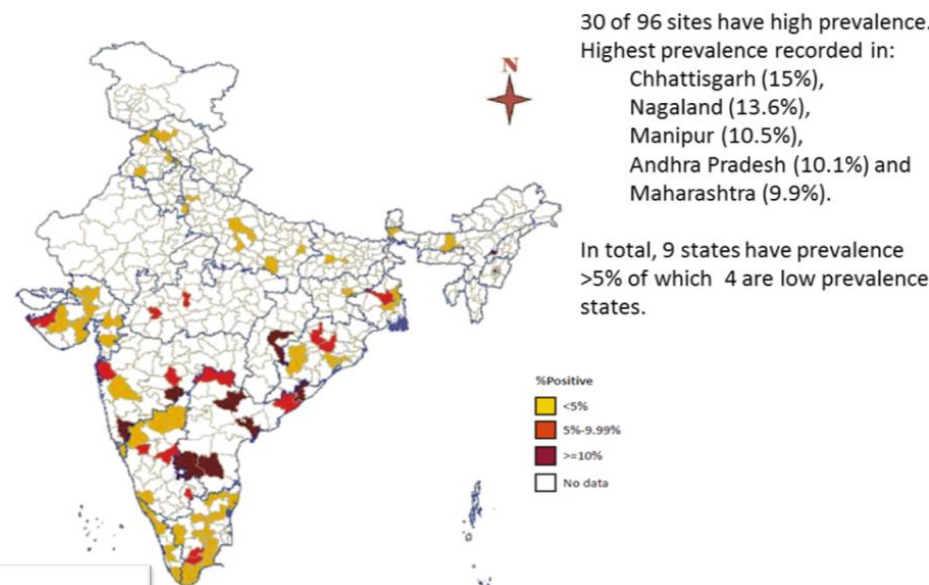 30 of 96 sites have high prevalence.
Highest prevalence recorded in:
Chhattisgarh (15%),
Nagaland (13.6%),
Manipur (10.5%),
Andhra Pradesh (10.1%) and
Maharashtra (9.9%).
In total, 9 states have prevalence
>5% of which  4 are low prevalence
states.
N
%Positive
<5%
5%-9.99%
>=10%
No data